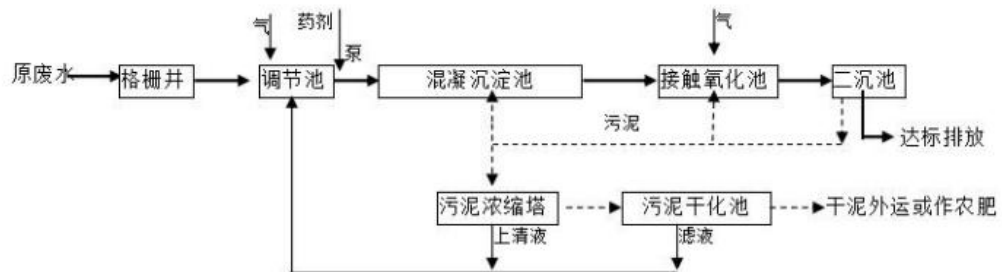 气
药剂
泵
气
原废水
格栅井
调节池
混凝沉淀池
接触氧化池
二沉池
污泥
达标排放
污泥浓缩塔
污泥干化池
干泥外运或作农肥
上清液
滤液